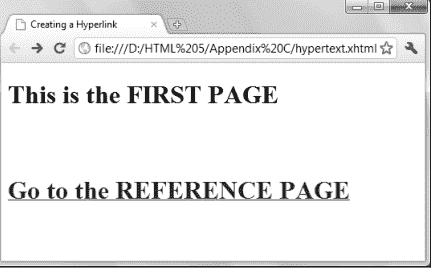 Creating a Hyperlink
file:///D:/HTML%205/Appendix%20C/hypertext.xhtml
This is the FIRST PAGE
Go to the REFERENCE PAGE